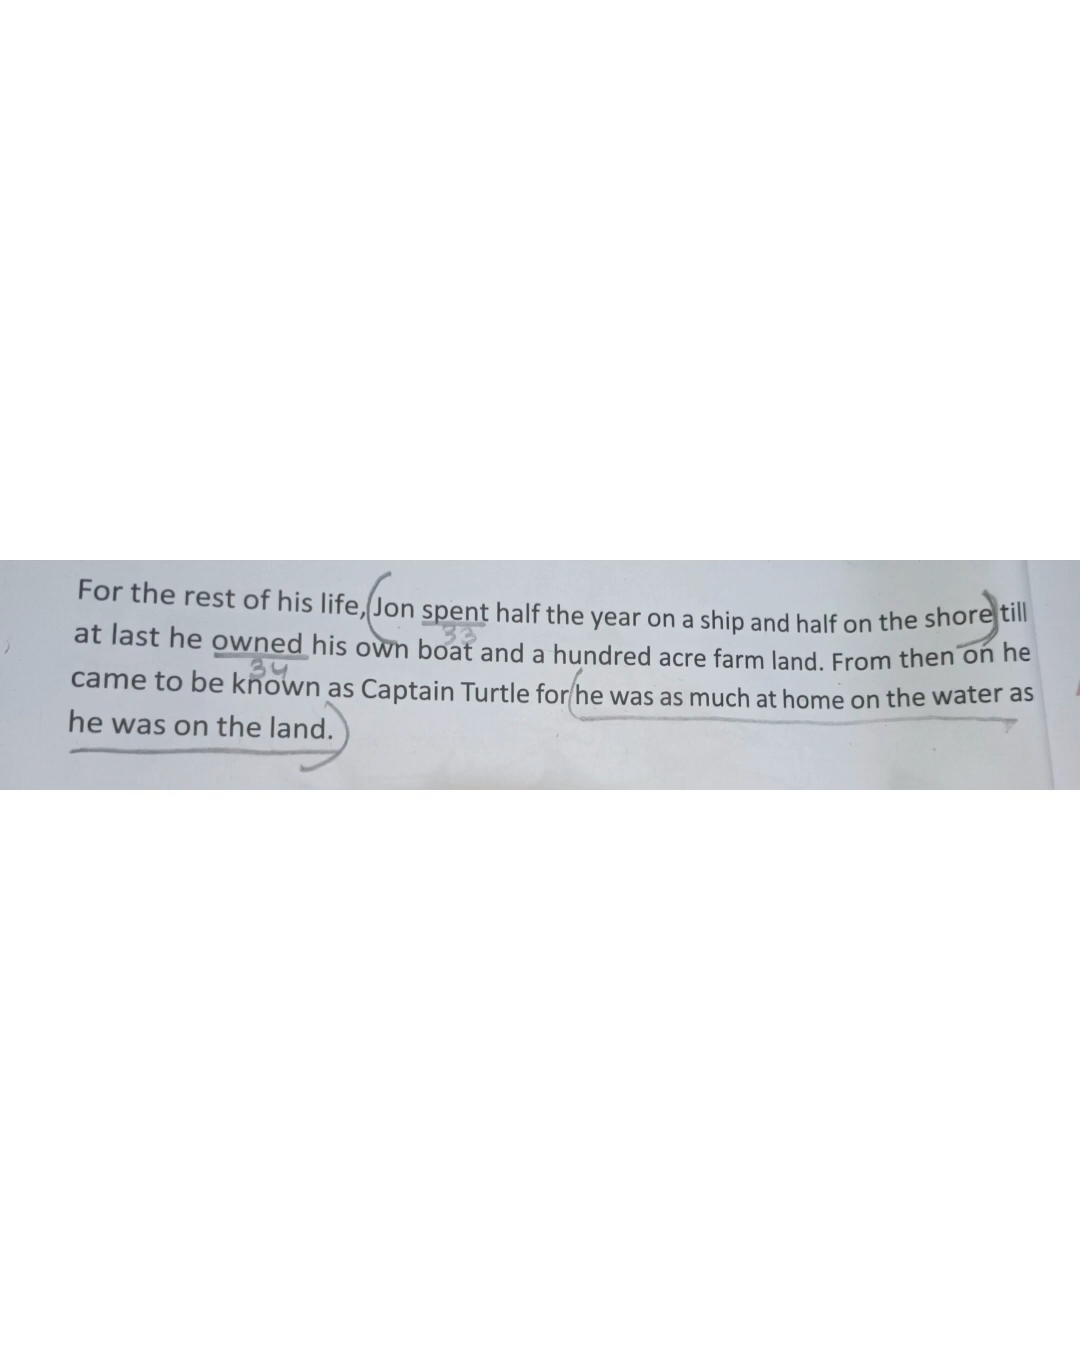 For the rest of his life, Jon spent half the year on a ship and half on the shore till
33
at last he owned his own boat and a hundred acre farm land. From then on he
34
came to be known as Captain Turtle for he was as much at home on the water as
he was on the land.